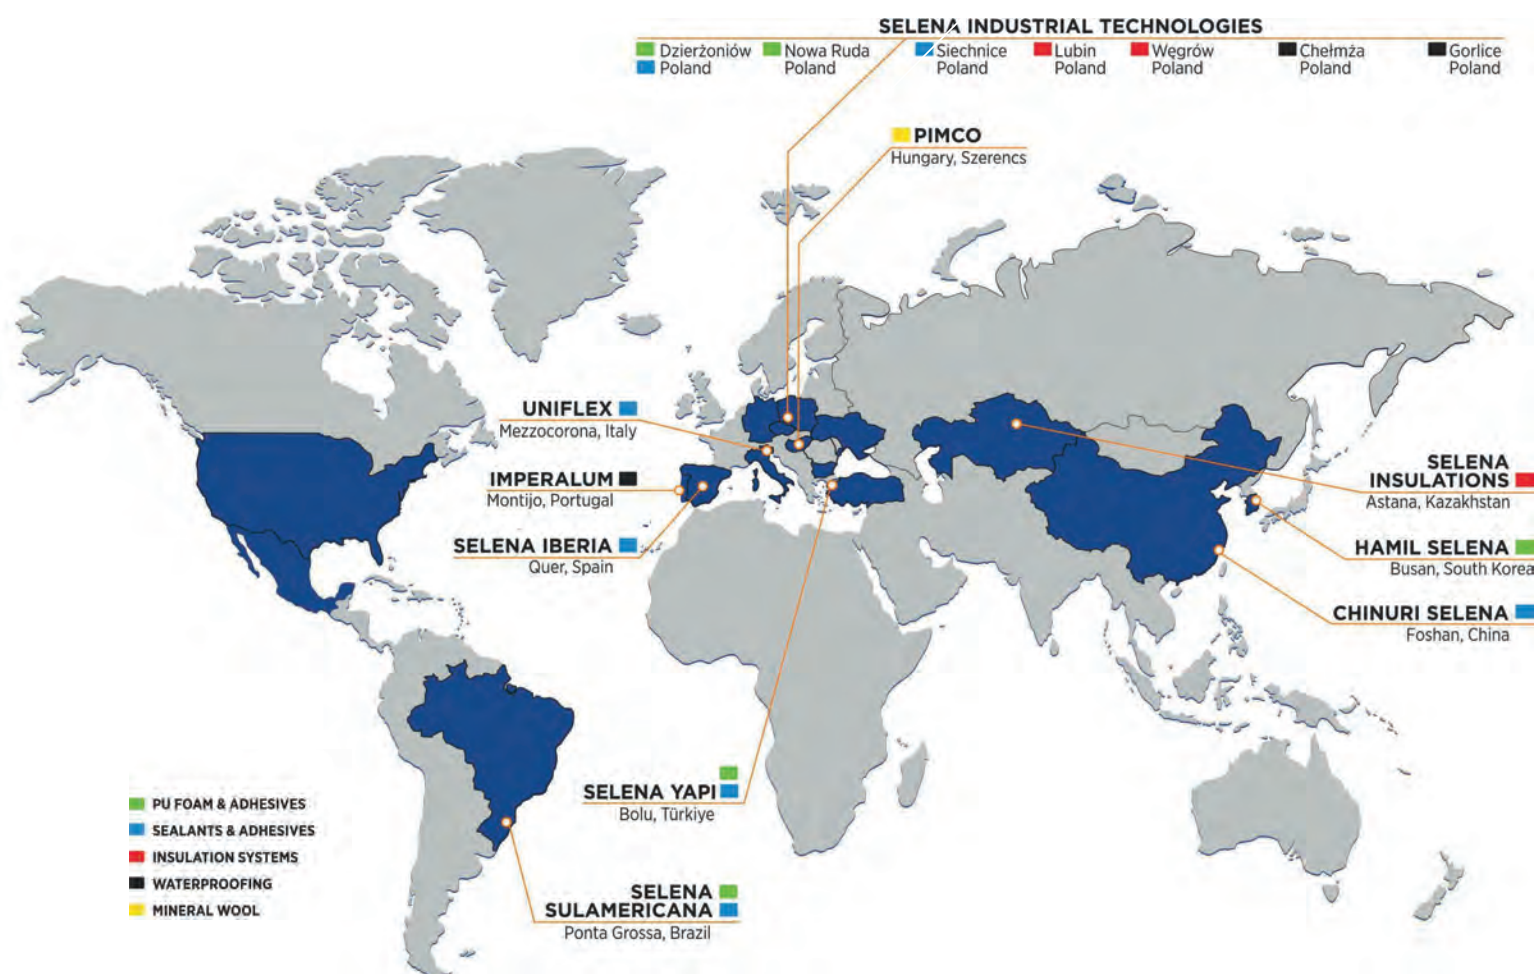 SELENA INDUSTRIAL TECHNOLOGIES
Dzierżoniów
Poland
Nowa Ruda
Poland
Siechnice
Poland
Lubin
Poland
Węgrów
Poland
Chełmża
Poland
Gorlice
Poland
PIMCO
Hungary, Szerencs
UNIFLEX
Mezzocorona, Italy
IMPERALUM
Montijo, Portugal
SELENA IBERIA
Quer, Spain
SELENA
INSULATIONS
Astana, Kazakhstan
HAMIL SELENA
Busan, South Korea
CHINURI SELENA
Foshan, China
SELENA YAPI
Bolu, Türkiye
SELENA
SULAMERICANA
Ponta Grossa, Brazil
PU FOAM & ADHESIVES
SEALANTS & ADHESIVES
INSULATION SYSTEMS
WATERPROOFING
MINERAL WOOL